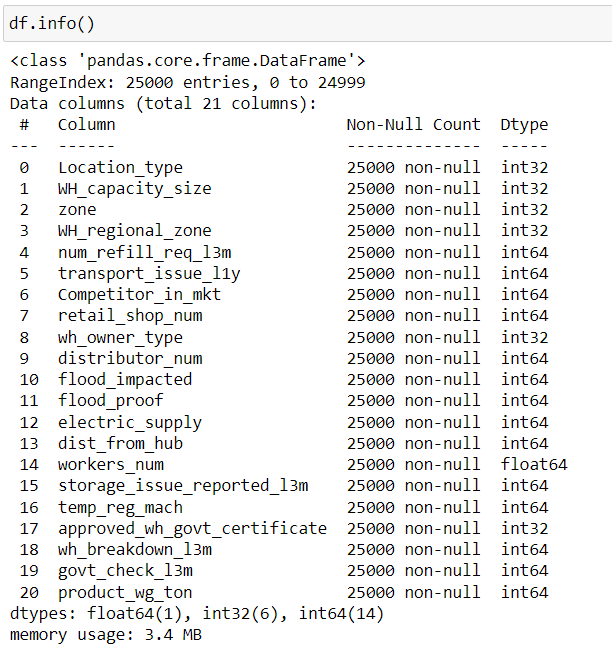 df.info()
<class 'pandas.core.frame.DataFrame'>
RangeIndex: 25000 entries, 0 to 24999
Data columns (total 21 columns):
 #   Column                        Non-Null Count  Dtype
---  ------                        --------------  -----
 0   Location_type                 25000 non-null  int32
 1   WH_capacity_size              25000 non-null  int32
 2   zone                          25000 non-null  int32
 3   WH_regional_zone              25000 non-null  int32
 4   num_refill_req_l3m            25000 non-null  int64
 5   transport_issue_l1y           25000 non-null  int64
 6   Competitor_in_mkt             25000 non-null  int64
 7   retail_shop_num               25000 non-null  int64
 8   wh_owner_type                 25000 non-null  int32
 9   distributor_num               25000 non-null  int64
 10  flood_impacted                25000 non-null  int64
 11  flood_proof                   25000 non-null  int64
 12  electric_supply               25000 non-null  int64
 13  dist_from_hub                 25000 non-null  int64
 14  workers_num                   25000 non-null  float64
 15  storage_issue_reported_l3m    25000 non-null  int64
 16  temp_reg_mach                 25000 non-null  int64
 17  approved_wh_govt_certificate  25000 non-null  int32
 18  wh_breakdown_l3m              25000 non-null  int64
 19  govt_check_l3m                25000 non-null  int64
 20  product_wg_ton                25000 non-null  int64
dtypes: float64(1), int32(6), int64(14)
memory usage: 3.4 MB